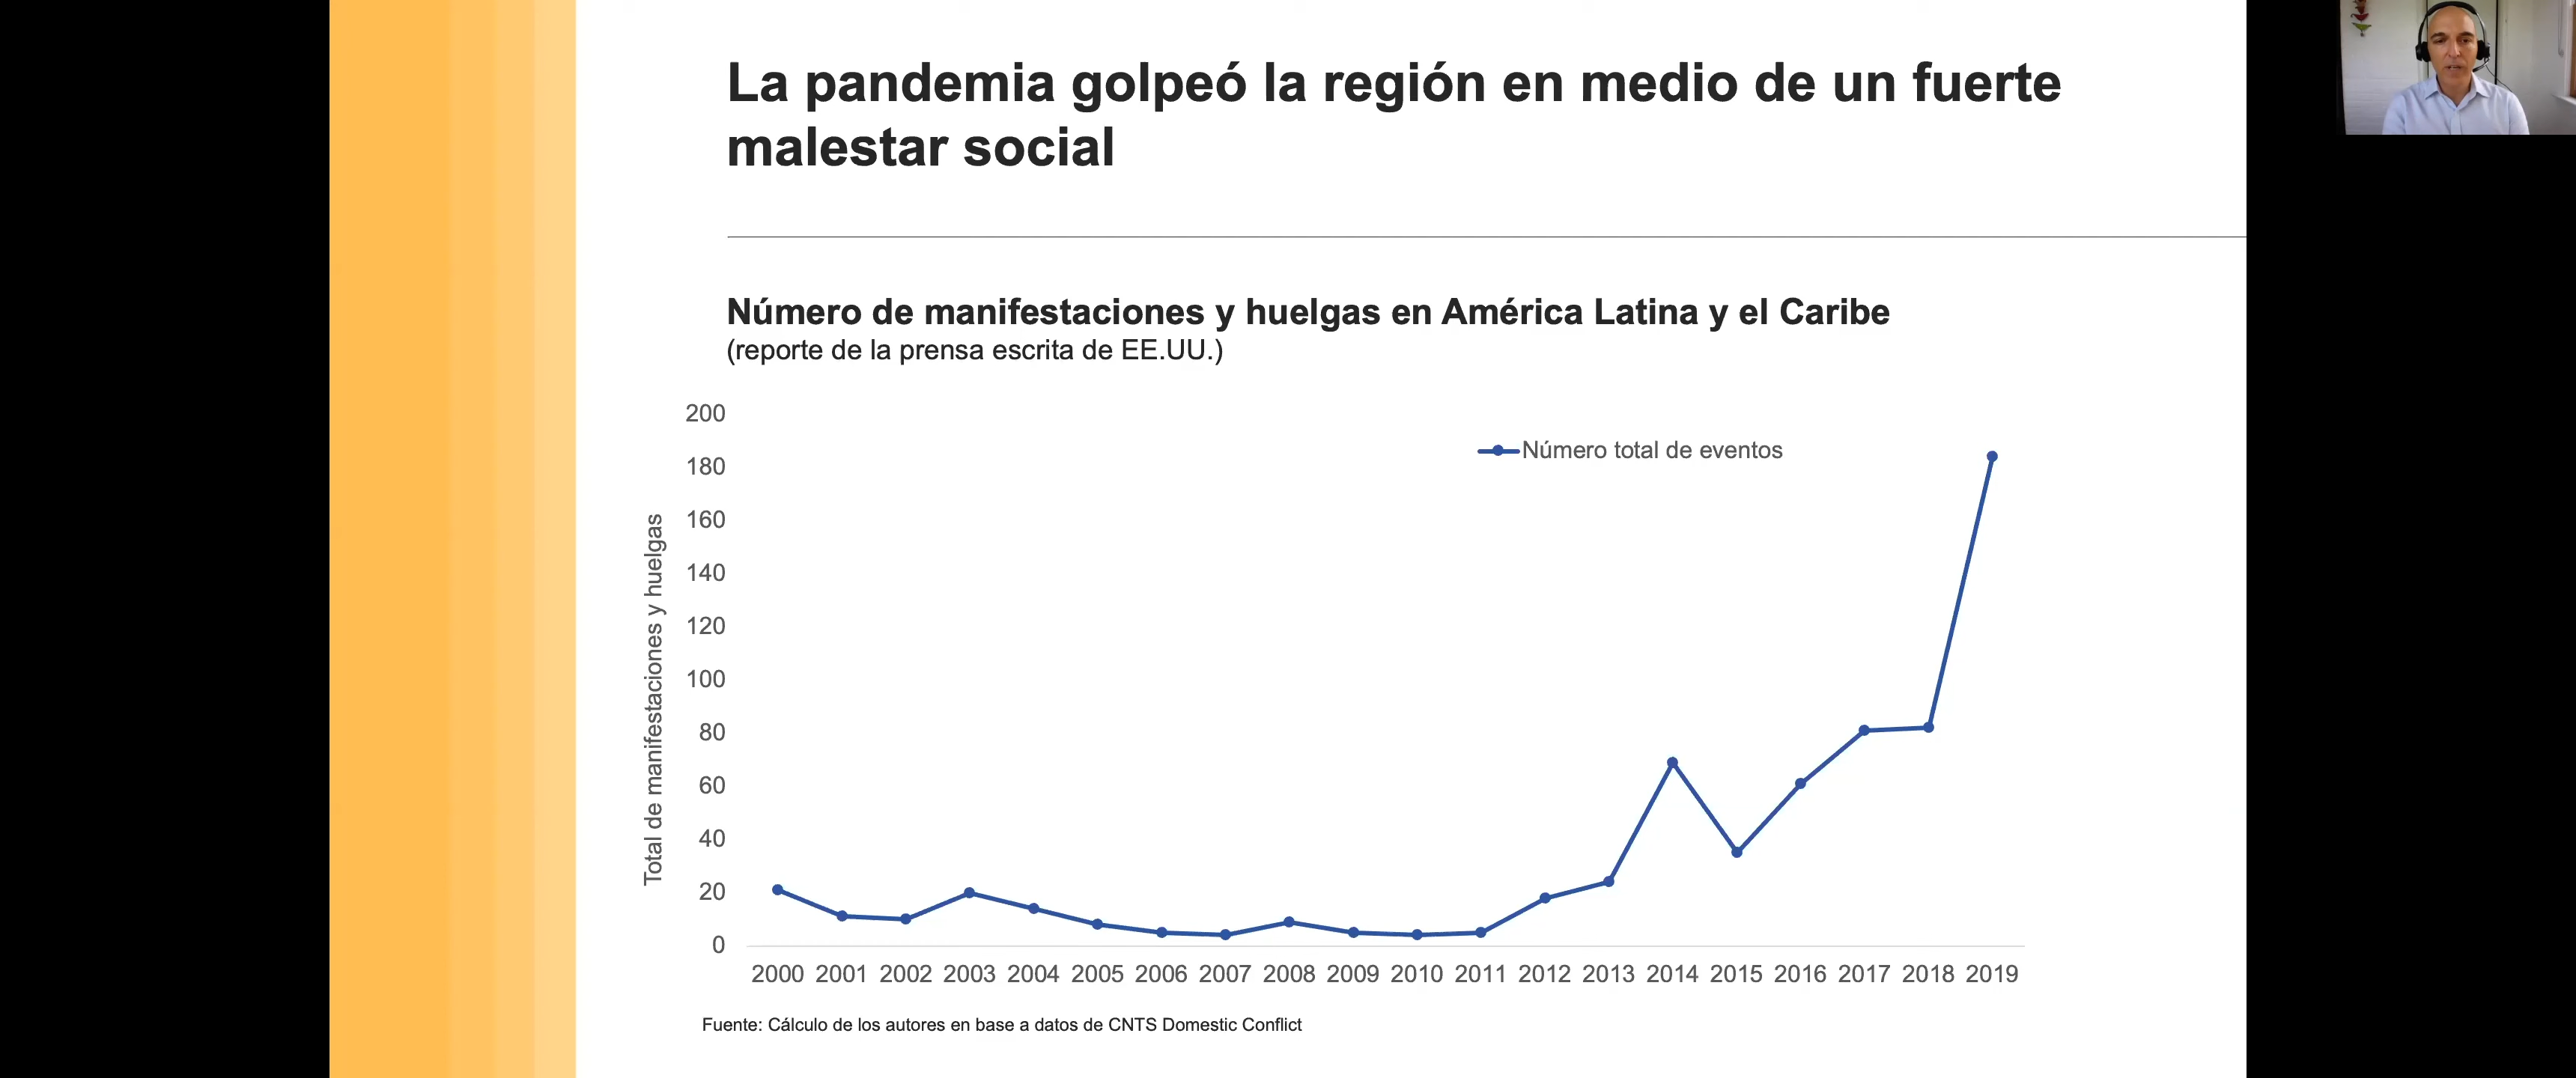 La pandemia golpeó la región en medio de un fuerte
malestar social
Número de manifestaciones y huelgas en América Latina y el Caribe
(reporte de la prensa escrita de EE.UU.)
Total de manifestaciones y huelgas
200
180
160
140
120
100
80
60
40
20
0
Número total de eventos
2000 2001 2002 2003 2004 2005 2006 2007 2008 2009 2010 2011 2012 2013 2014 2015 2016 2017 2018 2019
Fuente: Cálculo de los autores en base a datos de CNTS Domestic Conflict